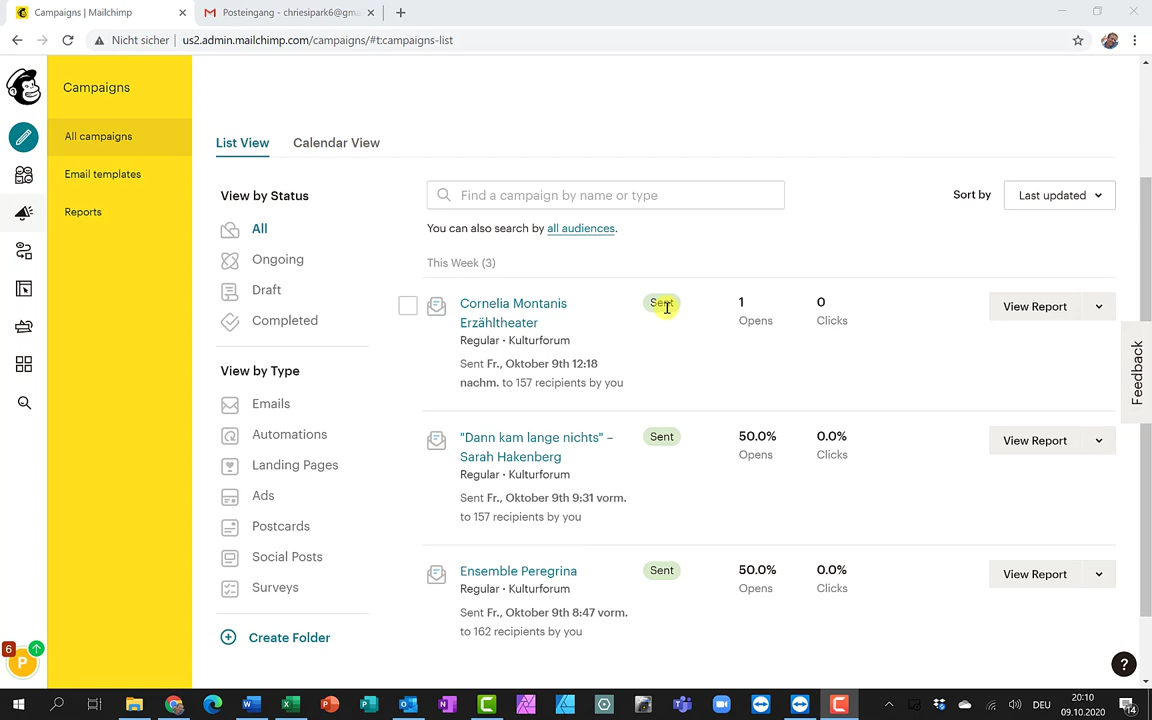 Campaigns | Mailchimp
Posteingang - chriesipark6@gma
Nicht sicher
us2.admin.mailchimp.com/campaigns/#t:campaigns-list
Campaigns
All campaigns
Email templates
Reports
List View
Calendar View
View by Status
All
Ongoing
Draft
Completed
View by Type
Emails
Automations
Landing Pages
Ads
Postcards
Social Posts
Surveys
Create Folder
Find a campaign by name or type
Sort by
Last updated
You can also search by all audiences.
This Week (3)
Cornelia Montanis
Erzähltheater
Regular · Kulturforum
Sent Fr., Oktober 9th 12:18
nachm. to 157 recipients by you
Sent
1
Opens
0
Clicks
View Report
"Dann kam lange nichts" –
Sarah Hakenberg
Regular · Kulturforum
Sent Fr., Oktober 9th 9:31 vorm.
to 157 recipients by you
Sent
50.0%
Opens
0.0%
Clicks
View Report
Ensemble Peregrina
Regular · Kulturforum
Sent Fr., Oktober 9th 8:47 vorm.
to 162 recipients by you
Sent
50.0%
Opens
0.0%
Clicks
View Report
Feedback
6
P
?
DEU
20:10
09.10.2020
14